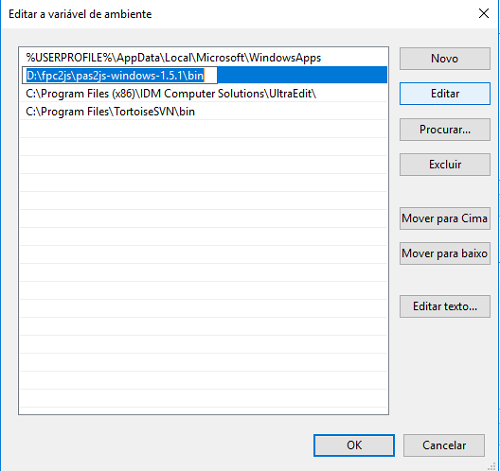 Editar a variável de ambiente
%USERPROFILE%\AppData\Local\Microsoft\WindowsApps
D:\fpc2js\pas2js-windows-1.5.1\bin
C:\Program Files (x86)\IDM Computer Solutions\UltraEdit\
C:\Program Files\TortoiseSVN\bin
Novo
Editar
Procurar...
Excluir
Mover para Cima
Mover para baixo
Editar texto...
OK
Cancelar